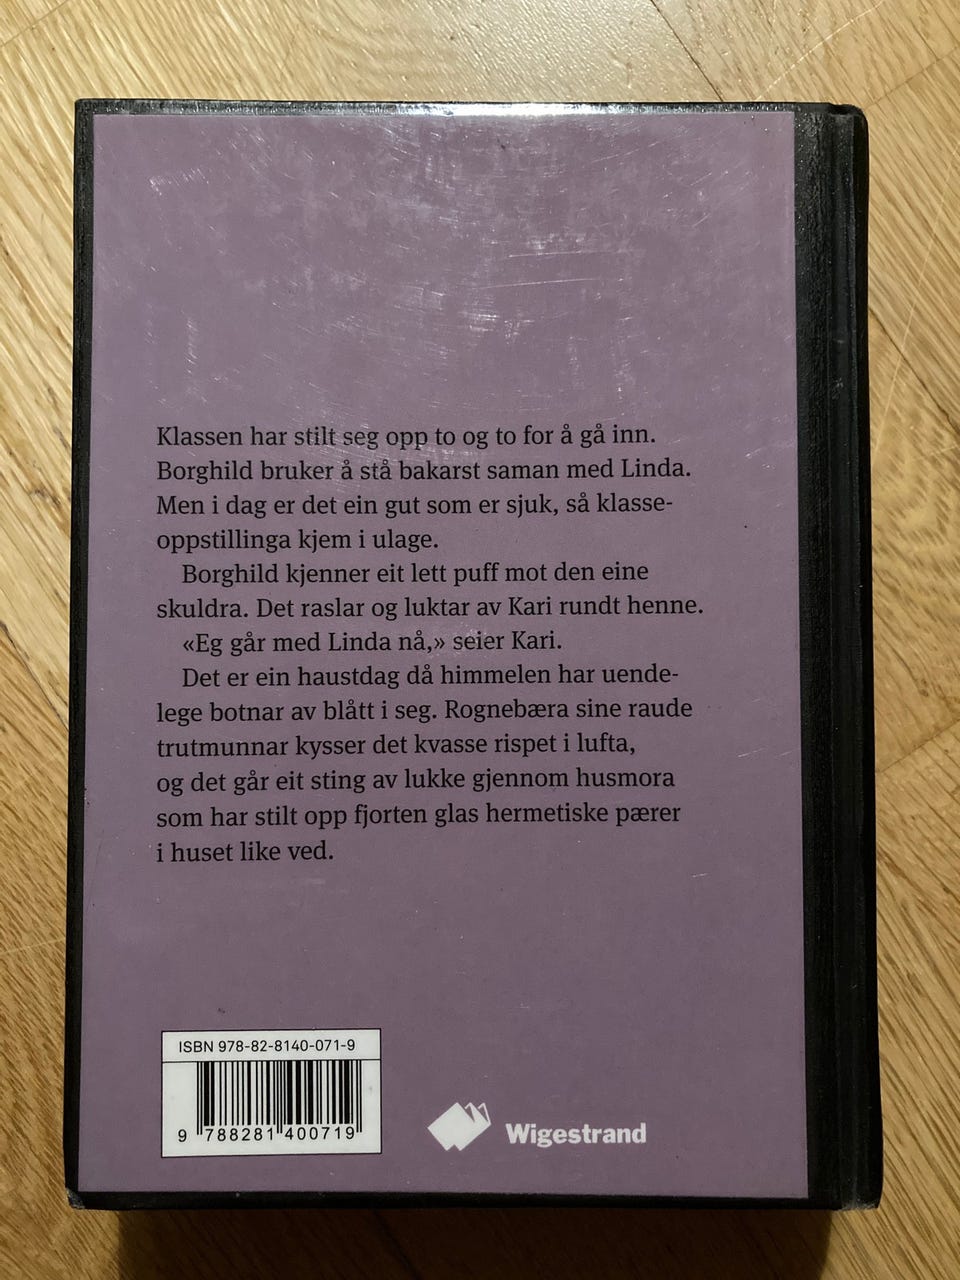 Klassen har stilt seg opp to og to for å gå inn.
Borghild bruker å stå bakarst saman med Linda.
Men i dag er det ein gut som er sjuk, så klasse-
oppstillinga kjem i ulage.
Borghild kjenner eit lett puff mot den eine
skuldra. Det raslar og luktar av Kari rundt henne.
«Eg går med Linda nå,» seier Kari.
Det er ein haustdag då himmelen har uende-
lege botnar av blått i seg. Rognebæra sine raude
trutmunnar kysser det kvasse rispet i lufta,
og det går eit sting av lukke gjennom husmora
som har stilt opp fjorten glas hermetiske pærer
i huset like ved.
ISBN 978-82-8140-071-9
9 788281 400719
Wigestrand